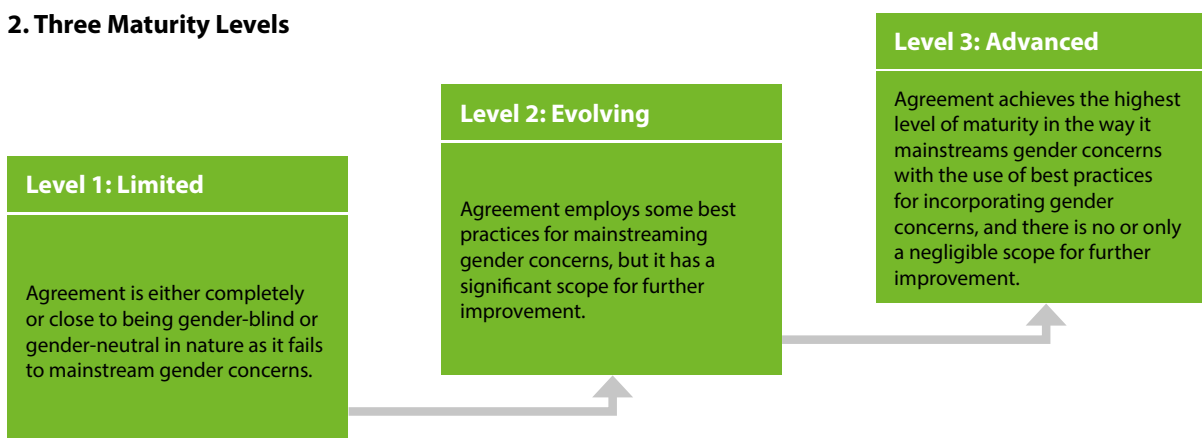 2. Three Maturity Levels
Level 1: Limited
Agreement is either completely
or close to being gender-blind or
gender-neutral in nature as it fails
to mainstream gender concerns.
Level 2: Evolving
Agreement employs some best
practices for mainstreaming
gender concerns, but it has a
significant scope for further
improvement.
Level 3: Advanced
Agreement achieves the highest
level of maturity in the way it
mainstreams gender concerns
with the use of best practices
for incorporating gender
concerns, and there is no or only
a negligible scope for further
improvement.